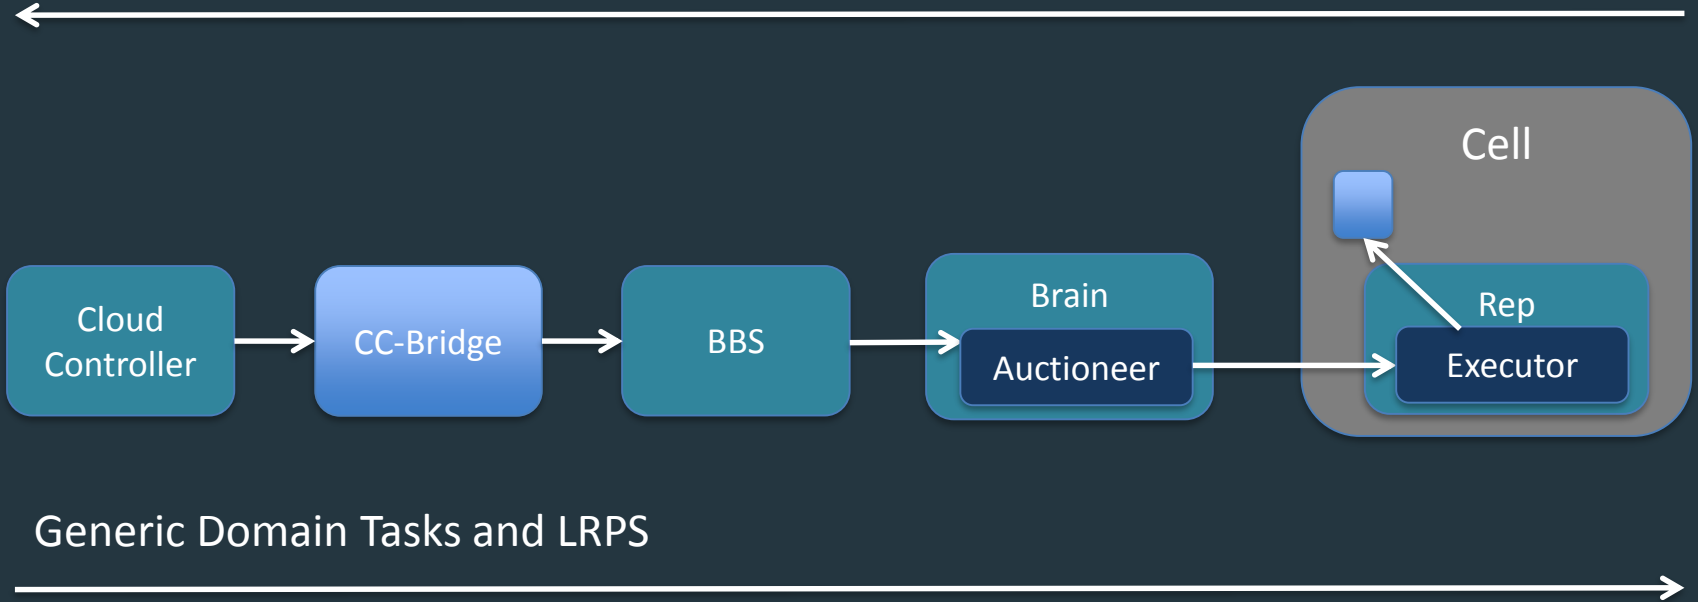 Cell
Cloud
Controller
CC-Bridge
BBS
Brain
Auctioneer
Rep
Executor
Generic Domain Tasks and LRPS